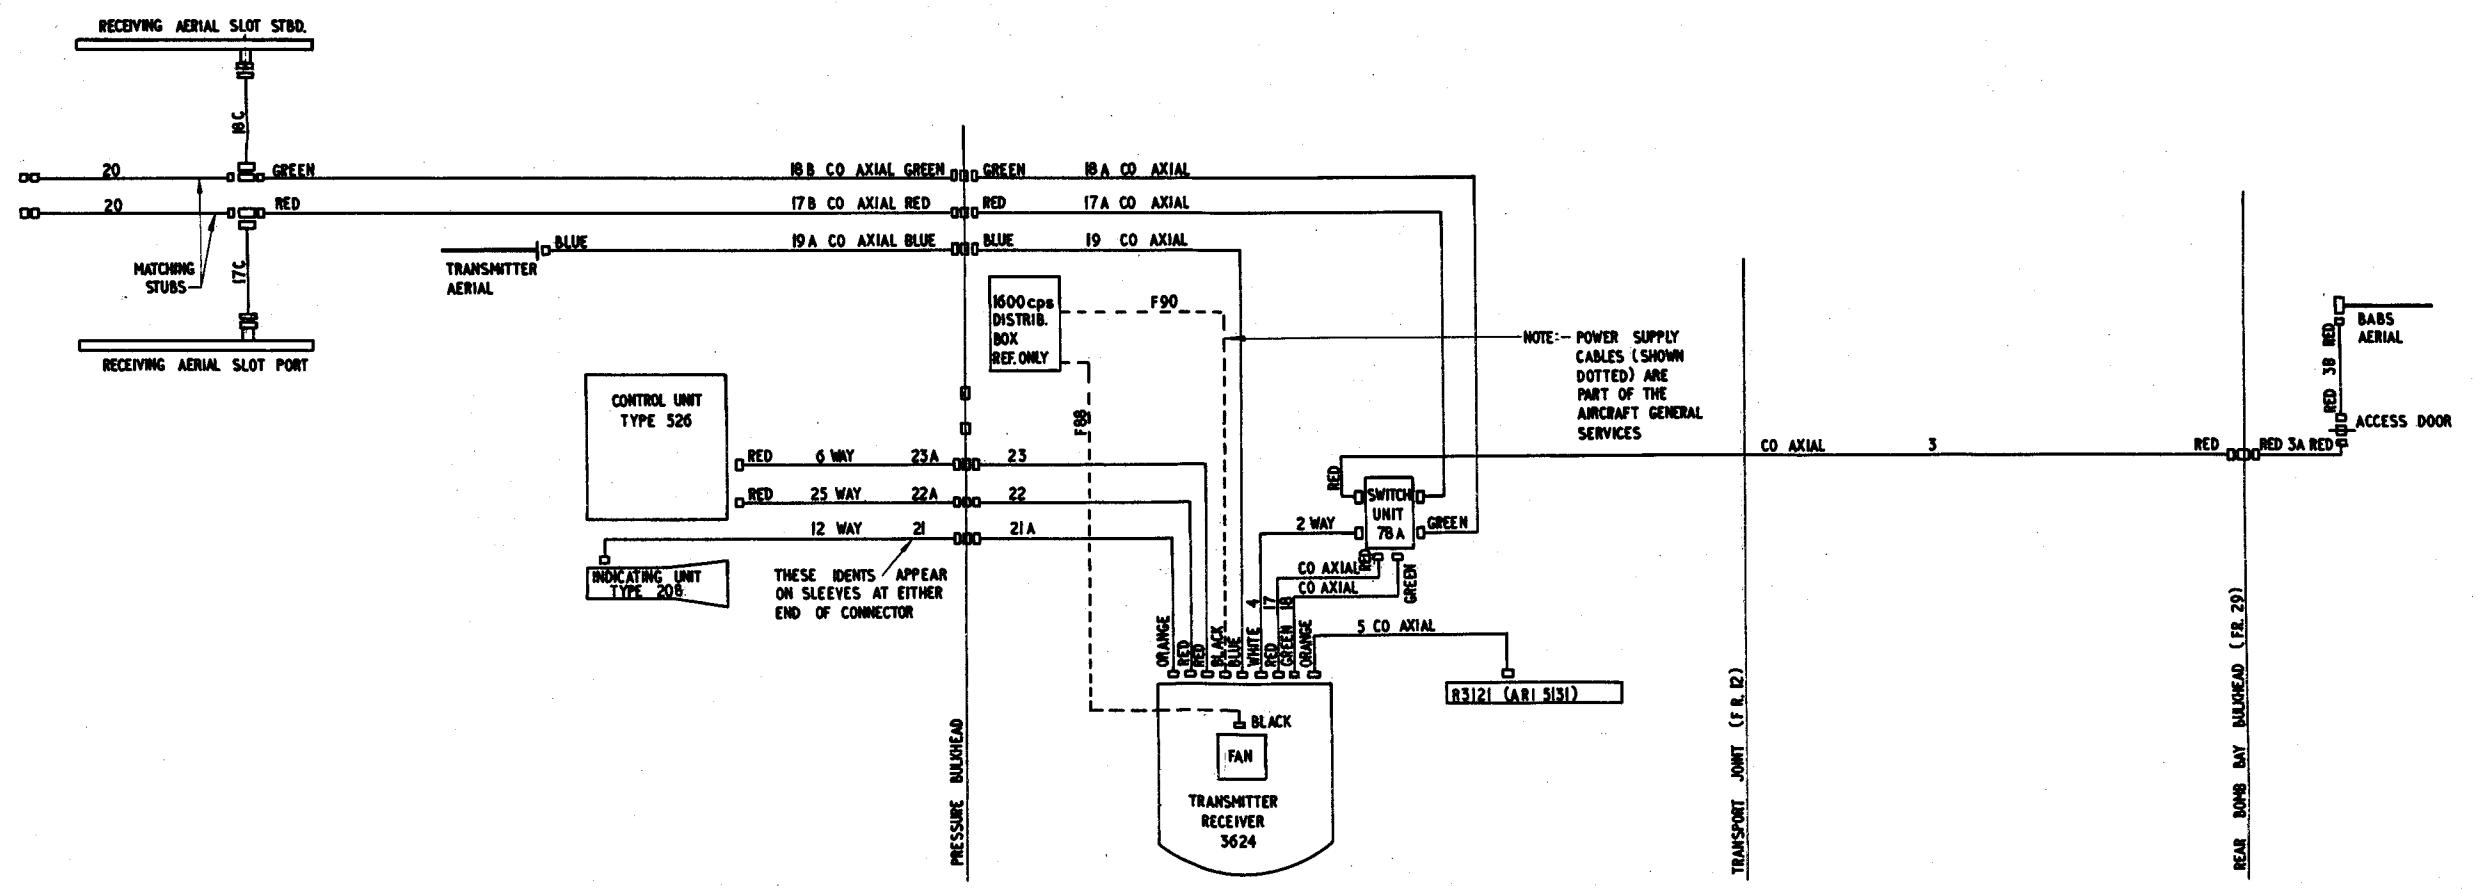 RECEIVING AERIAL SLOT STBD.
18C
20
GREEN
18B CO AXIAL GREEN
GREEN
18A CO AXIAL
20
RED
17B CO AXIAL RED
RED
17A CO AXIAL
BLUE
19A CO AXIAL BLUE
BLUE
19 CO AXIAL
MATCHING
STUBS
17C
TRANSMITTER
AERIAL
RECEIVING AERIAL SLOT PORT
1600cps
DISTRIB.
BOX
REF. ONLY
F90
F88
NOTE:- POWER SUPPLY
CABLES (SHOWN
DOTTED) ARE
PART OF THE
AIRCRAFT GENERAL
SERVICES
BABS
AERIAL
RED 3B RED
ACCESS DOOR
CONTROL UNIT
TYPE 526
RED 6 WAY 23A
23
RED 25 WAY 22A
22
12 WAY 21
21A
INDICATING UNIT
TYPE 208
THESE IDENTS APPEAR
ON SLEEVES AT EITHER
END OF CONNECTOR
RED
SWITCH
UNIT
78A
GREEN
2 WAY
CO AXIAL
RED
CO AXIAL
GREEN
4
17
18
CO AXIAL 3 RED
RED 3A RED
5 CO AXIAL
ORANGE
RED
RED
BLACK
BLUE
WHITE
RED
GREEN
ORANGE
R3121 (ARI 5131)
BLACK
FAN
TRANSMITTER
RECEIVER
3624
PRESSURE BULKHEAD
TRANSPORT JOINT (FR. 12)
REAR BOMB BAY BULKHEAD (FR. 29)